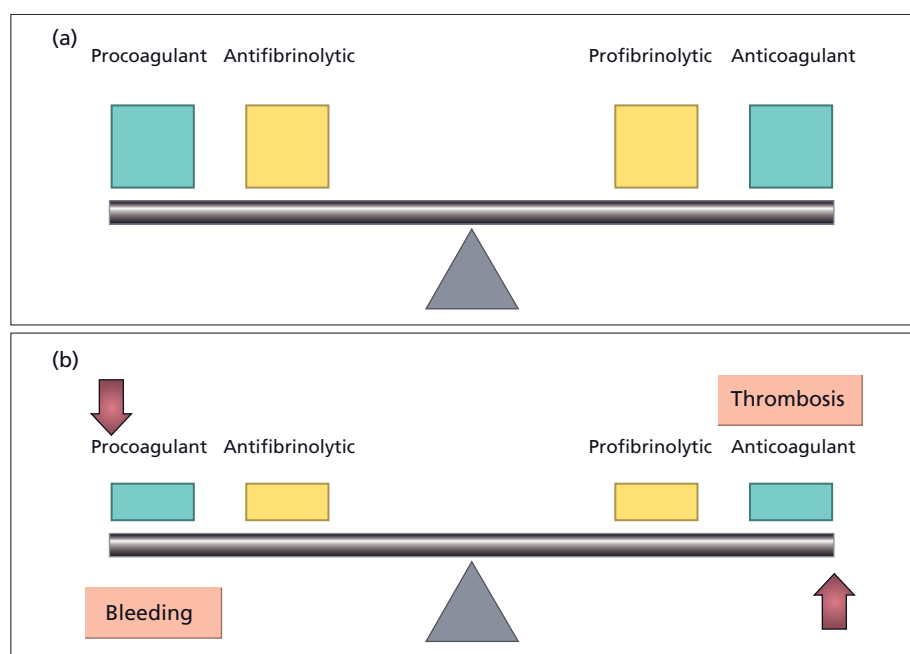 (a)
Procoagulant Antifibrinolytic Profibrinolytic Anticoagulant
(b)
Thrombosis
Procoagulant Antifibrinolytic Profibrinolytic Anticoagulant
Bleeding